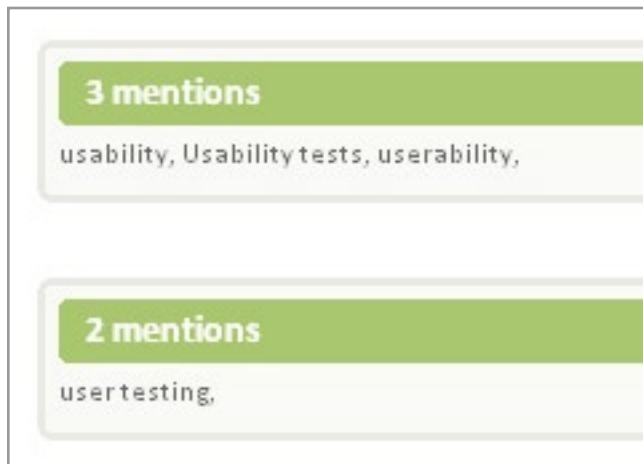 3 mentions
usability, Usability tests, userability,
2 mentions
user testing,